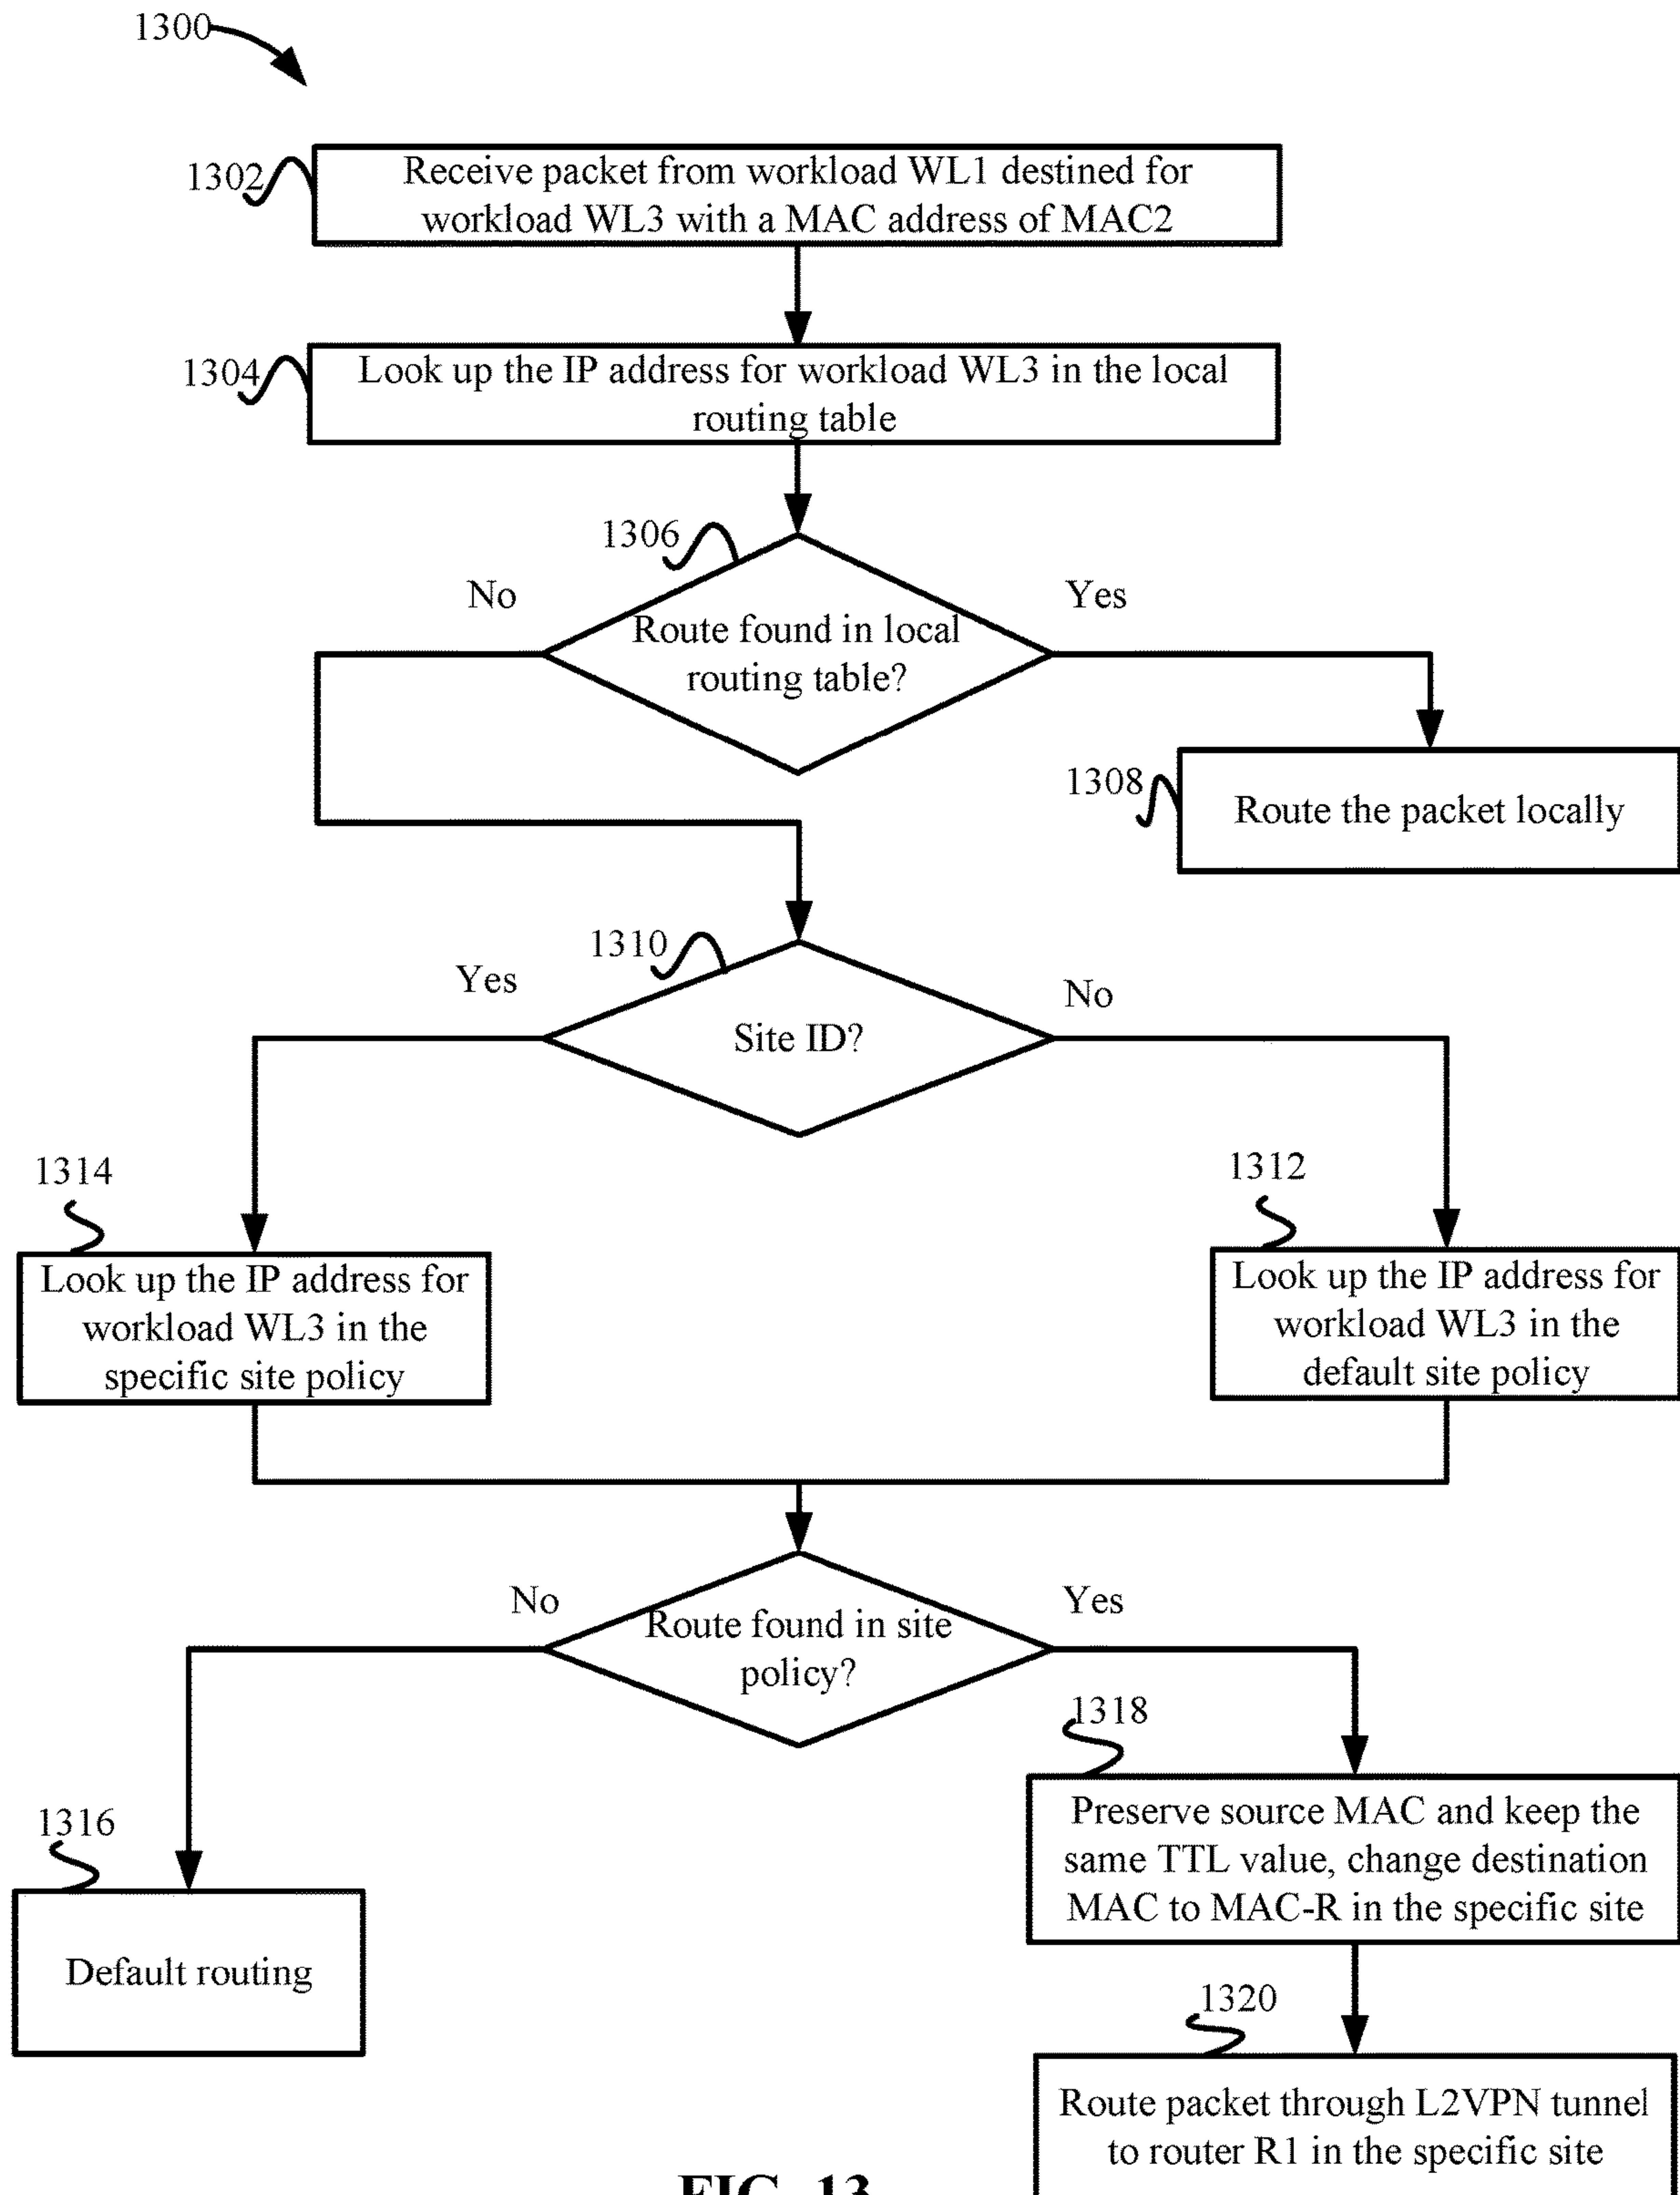 1300
1302
Receive packet from workload WL1 destined for
workload WL3 with a MAC address of MAC2
1304
Look up the IP address for workload WL3 in the local
routing table
1306
No
Yes
Route found in local
routing table?
1308
Route the packet locally
1310
Yes
No
Site ID?
1314
1312
Look up the IP address for
workload WL3 in the
specific site policy
Look up the IP address for
workload WL3 in the
default site policy
No
Yes
Route found in site
policy?
1318
Preserve source MAC and keep the
same TTL value, change destination
MAC to MAC-R in the specific site
1316
Default routing
1320
Route packet through L2VPN tunnel
to router R1 in the specific site
FIG. 13